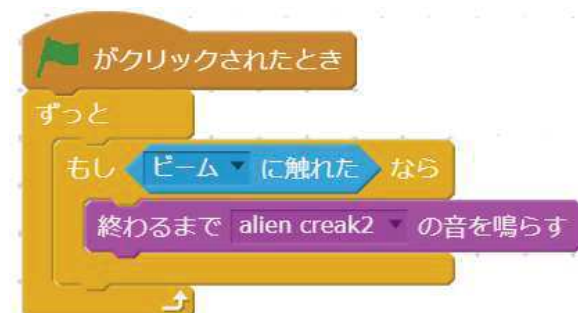 がクリックされたとき
ずっと
もし ビーム に触れた なら
終わるまで alien creak2 の音を鳴らす